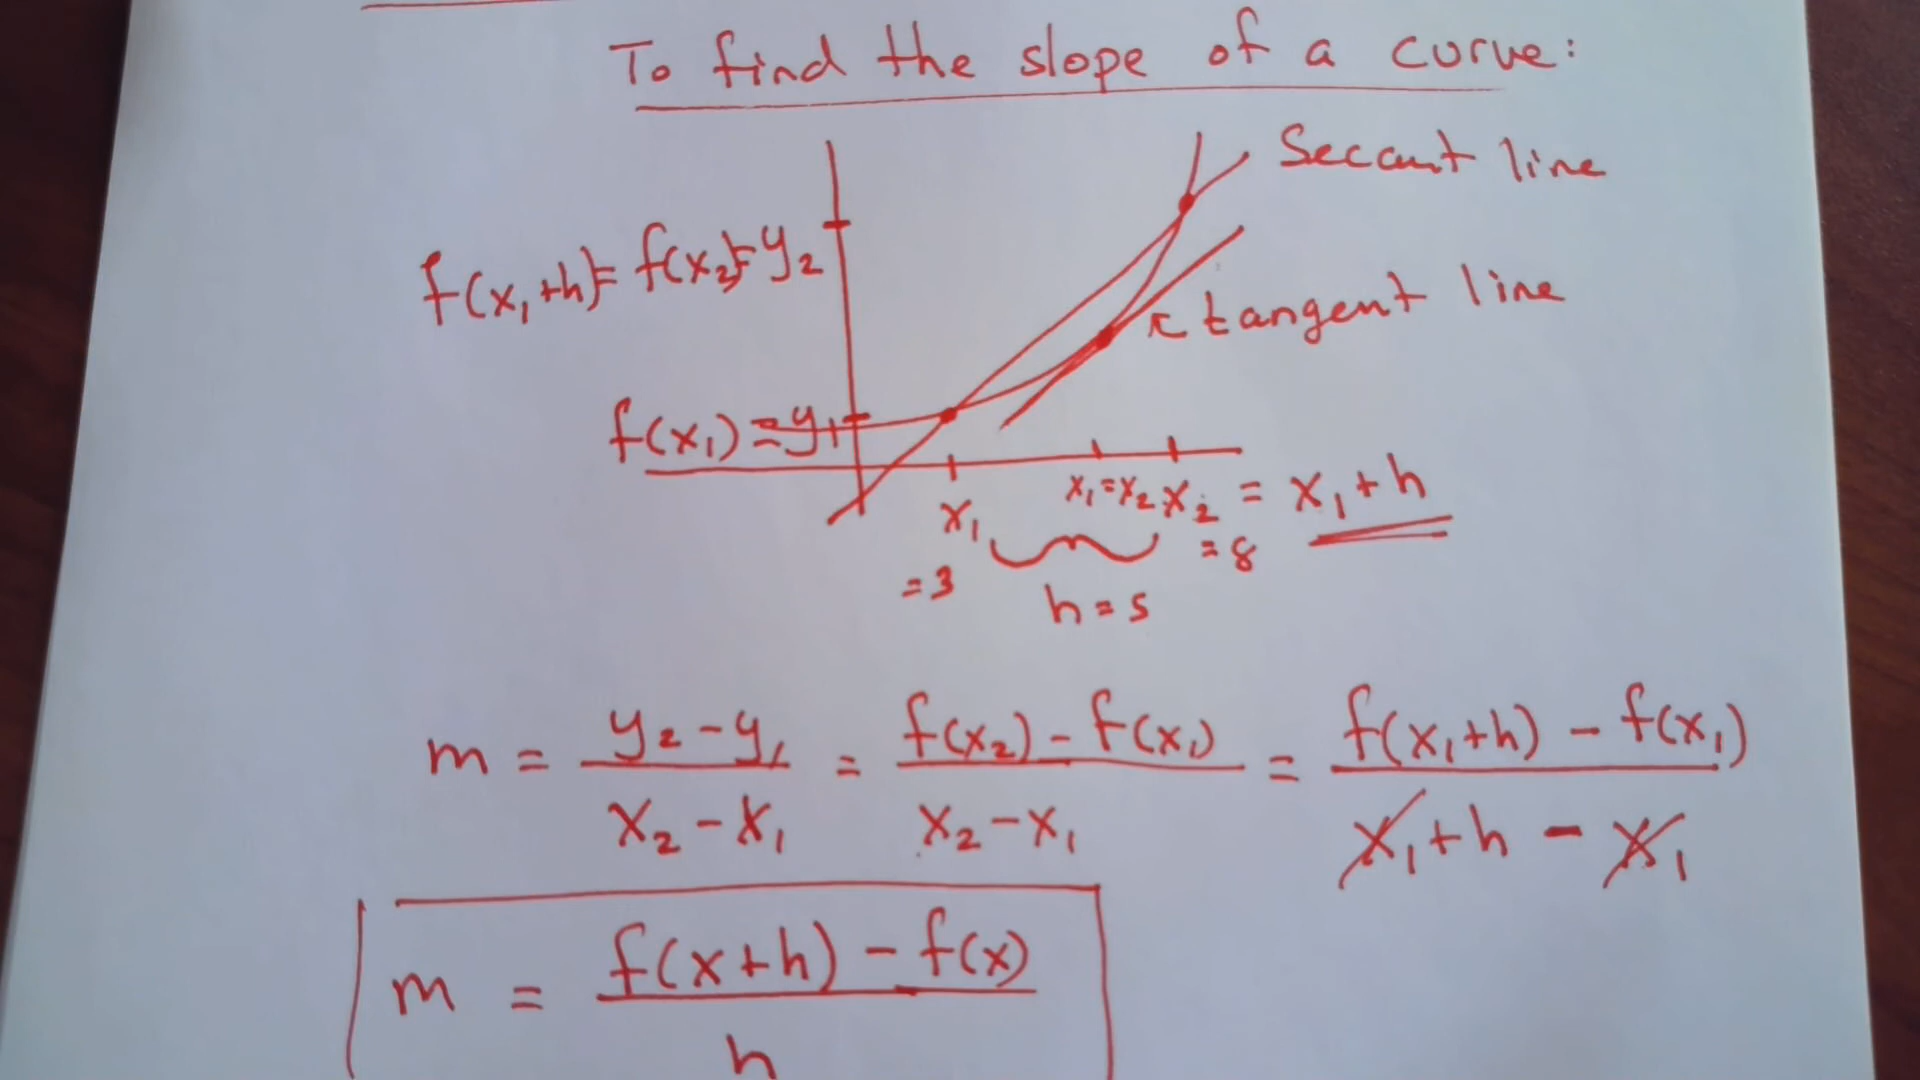 To find the slope of a curve:
Secant line
f(x₁+h) = f(x₂) = y₂
tangent line
f(x₁) = y₁
x₁ x₁=x₂ x₂ = x₁+h
=3 =8
h=5
m = (y₂-y₁)/(x₂-x₁) = (f(x₂)-f(x₁))/(x₂-x₁) = (f(x₁+h)-f(x₁))/(x₁+h-x₁)
m = (f(x+h)-f(x))/h